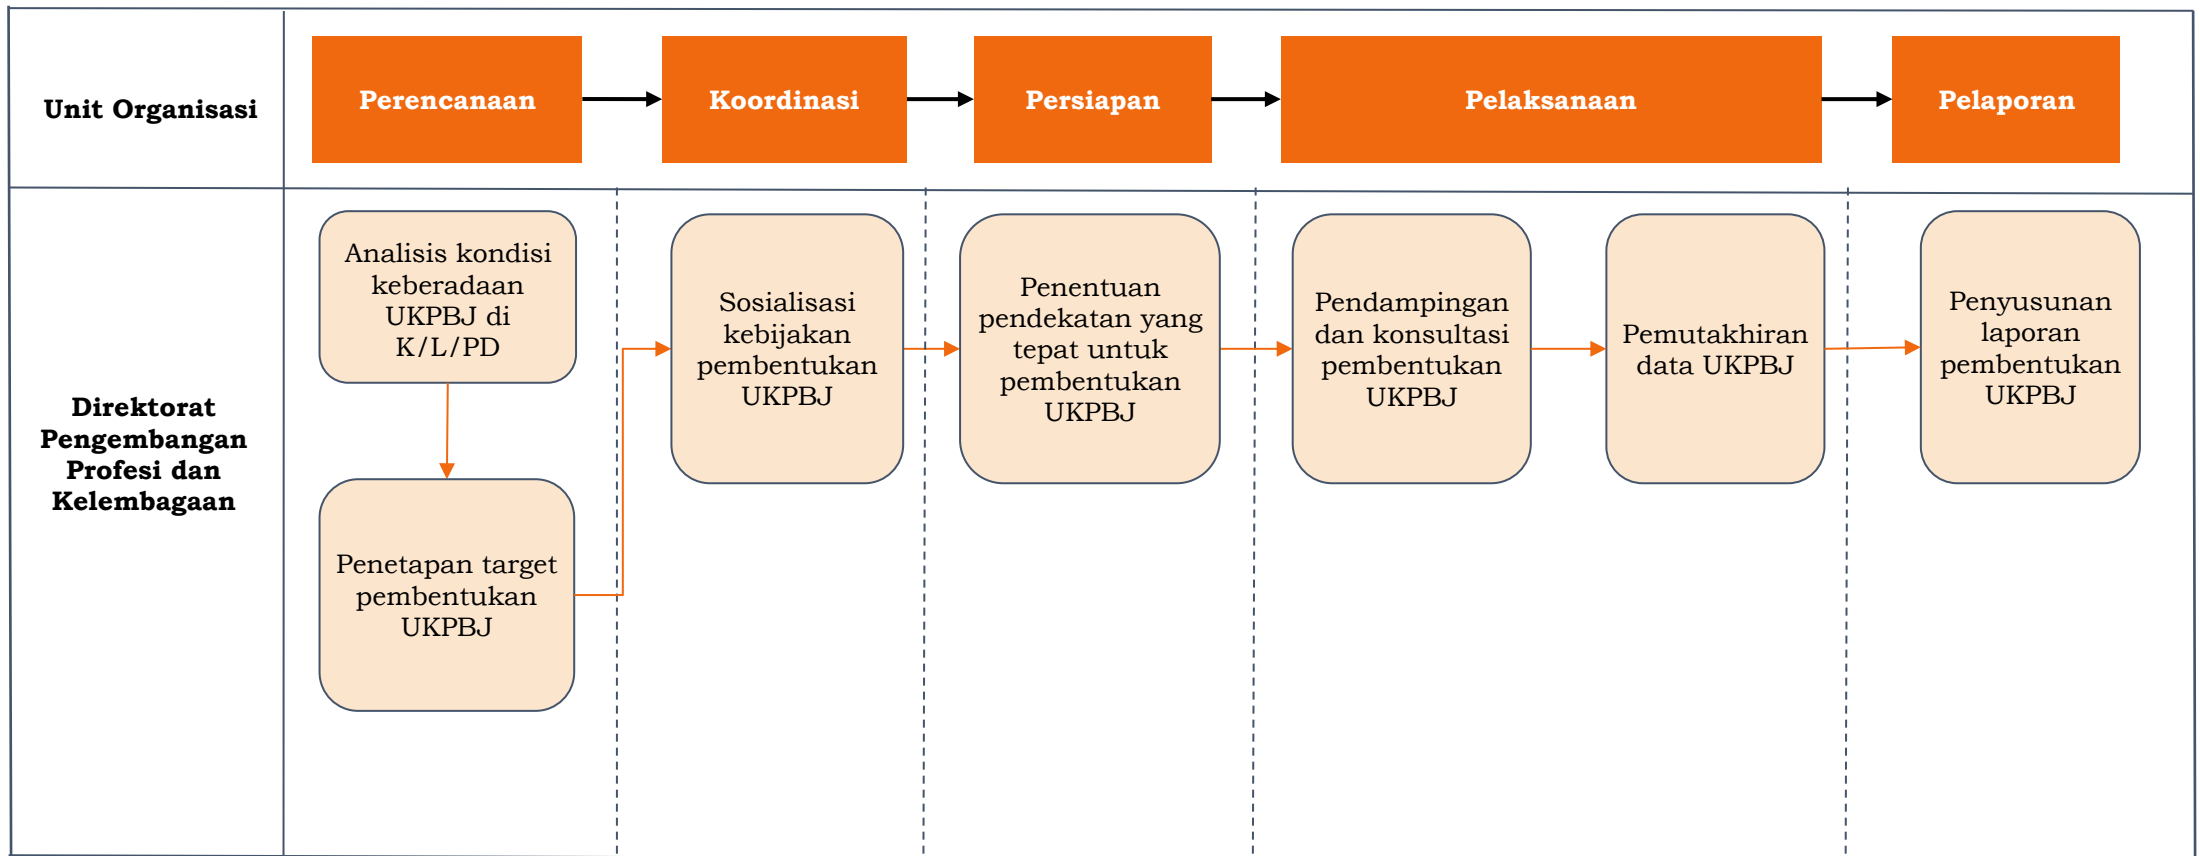 Unit Organisasi
Perencanaan
Koordinasi
Persiapan
Pelaksanaan
Pelaporan
Direktorat
Pengembangan
Profesi dan
Kelembagaan
Analisis kondisi
keberadaan
UKPBJ di
K/L/PD
Penetapan target
pembentukan
UKPBJ
Sosialisasi
kebijakan
pembentukan
UKPBJ
Penentuan
pendekatan yang
tepat untuk
pembentukan
UKPBJ
Pendampingan
dan konsultasi
pembentukan
UKPBJ
Pemutakhiran
data UKPBJ
Penyusunan
laporan
pembentukan
UKPBJ